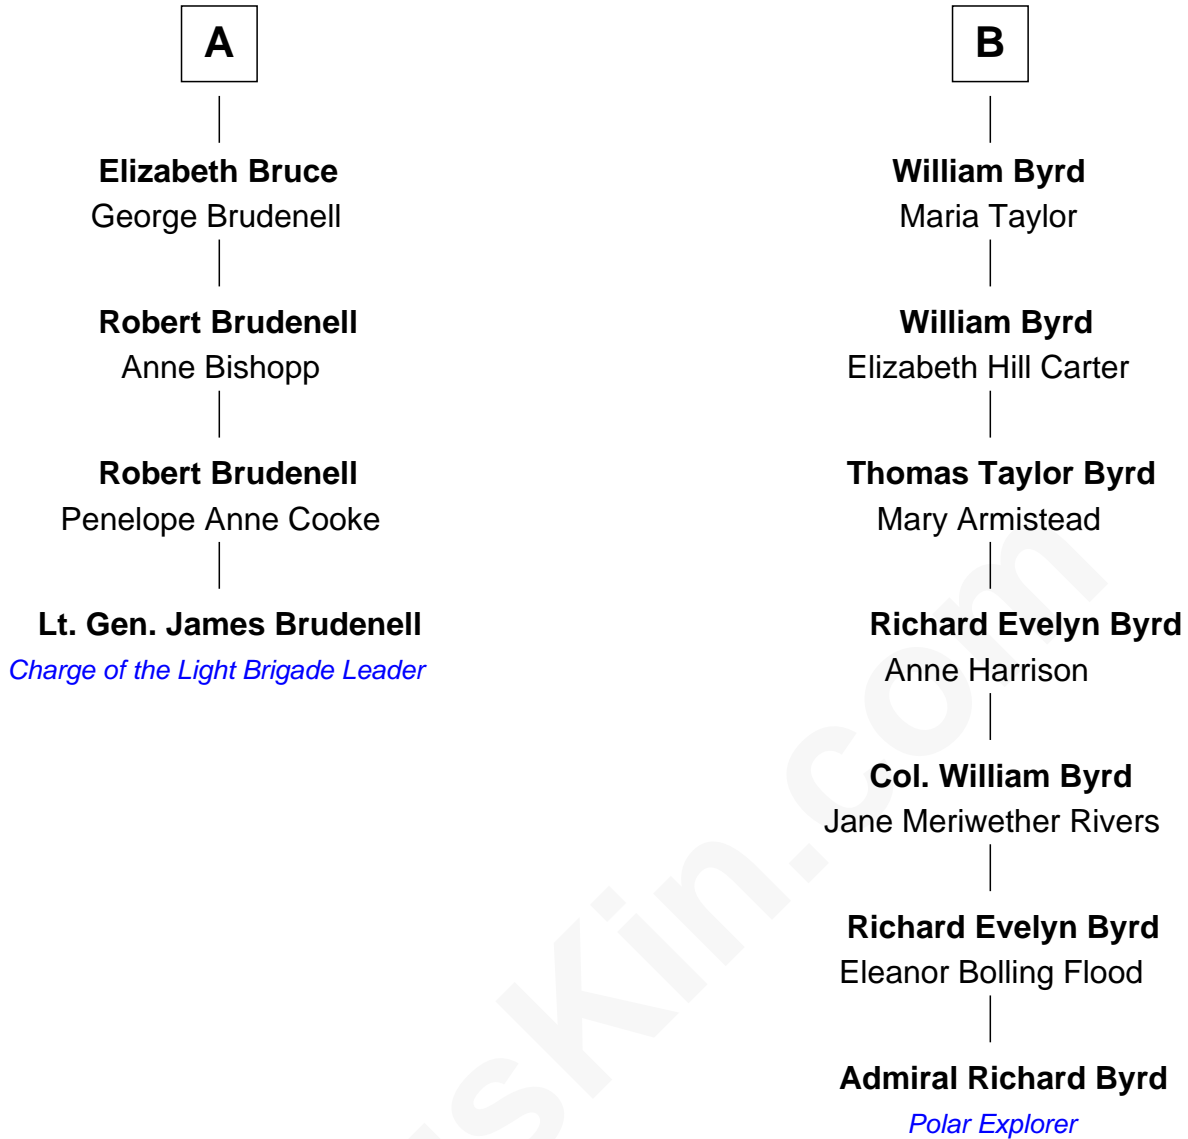 A
Elizabeth Bruce
George Brudenell
Robert Brudenell
Anne Bishopp
Robert Brudenell
Penelope Anne Cooke
Lt. Gen. James Brudenell
Charge of the Light Brigade Leader
B
William Byrd
Maria Taylor
William Byrd
Elizabeth Hill Carter
Thomas Taylor Byrd
Mary Armistead
Richard Evelyn Byrd
Anne Harrison
Col. William Byrd
Jane Meriwether Rivers
Richard Evelyn Byrd
Eleanor Bolling Flood
Admiral Richard Byrd
Polar Explorer
sKin.com